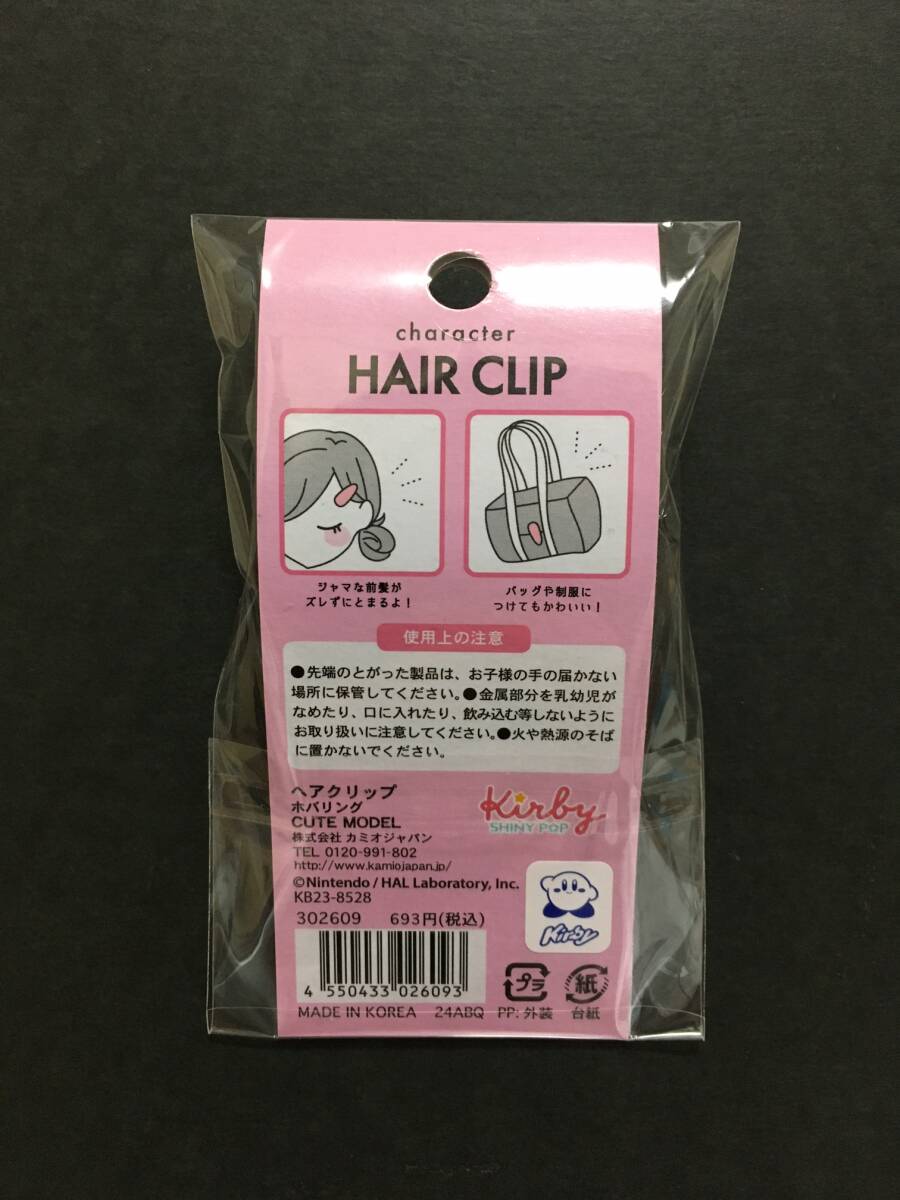 character
HAIR CLIP
ジャマな前髪が
ズレずにとまるよ！
バッグや制服に
つけてもかわいい！
使用上の注意
●先端のとがった製品は、お子様の手の届かない
場所に保管してください。●金属部分を乳幼児が
なめたり、口に入れたり、飲み込む等しないように
お取り扱いに注意してください。●火や熱源のそば
に置かないでください。
ヘアクリップ
ホバリング
CUTE MODEL
株式会社 カミオジャパン
TEL 0120-991-802
http://www.kamiojapan.jp/
©Nintendo / HAL Laboratory, Inc.
KB23-8528
302609 693円(税込)
Kirby
SHINY POP
Kirby
4 550433 026093
MADE IN KOREA 24ABQ
プラ
PP: 外装
紙
台紙